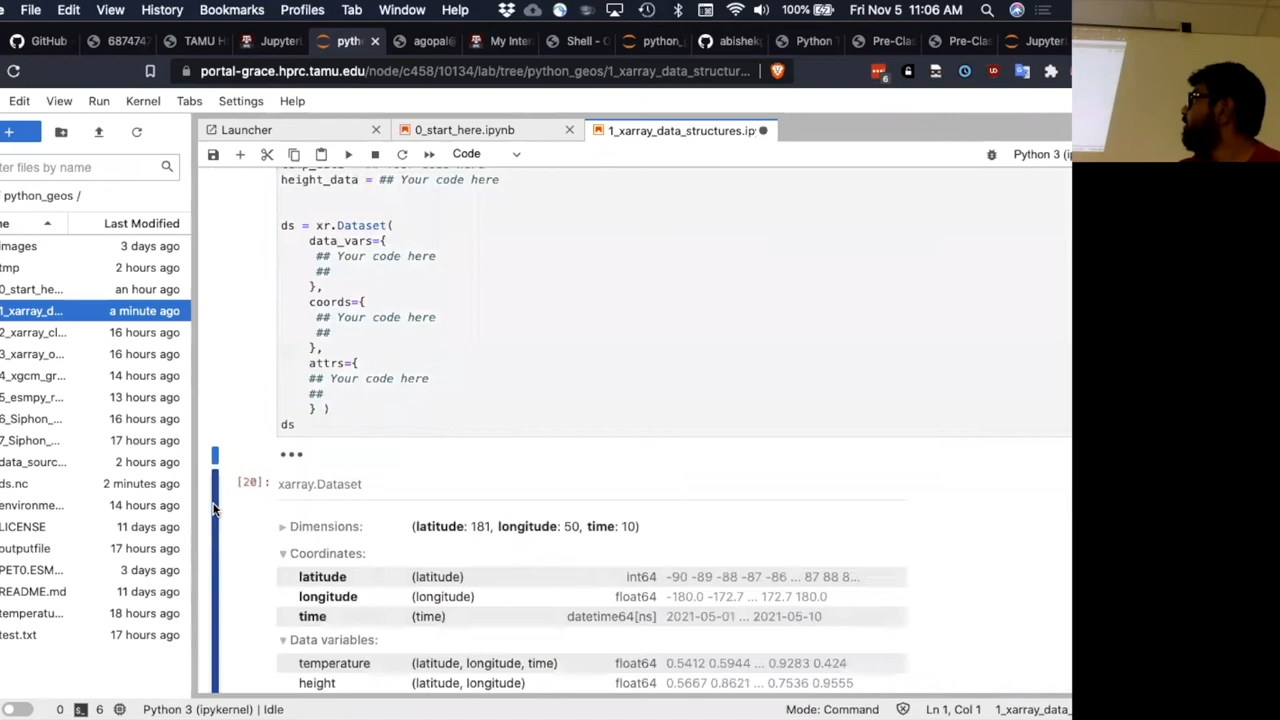 File Edit View History Bookmarks Profiles Tab Window Help 100% Fri Nov 5 11:06 AM
GitHub 6874747 TAMU H Jupyterl pyth agopal@ My Inter Shell - O python_ abishekg Python T Pre-Clas Pre-Clas Jupyter
portal-grace.hprc.tamu.edu/node/c458/10134/lab/tree/python_geos/1_xarray_data_structur... 6
Edit View Run Kernel Tabs Settings Help
Launcher 0_start_here.ipynb 1_xarray_data_structures.ip
Code Python 3 (i
ter files by name
/ python_geos /
Last Modified
images 3 days ago
tmp 2 hours ago
0_start_he... an hour ago
1_xarray_d... a minute ago
2_xarray_cl... 16 hours ago
3_xarray_o... 16 hours ago
4_xgcm_gr... 14 hours ago
5_esmpy_r... 13 hours ago
6_Siphon_... 16 hours ago
7_Siphon_... 17 hours ago
data_sourc... 2 hours ago
ds.nc 2 minutes ago
environme... 14 hours ago
LICENSE 11 days ago
outputfile 17 hours ago
PET0.ESM... 3 days ago
README.md 11 days ago
temperatu... 18 hours ago
test.txt 17 hours ago
height_data = ## Your code here
ds = xr.Dataset(
data_vars={
## Your code here
##
},
coords={
## Your code here
##
},
attrs={
## Your code here
##
} )
ds
[20]: xarray.Dataset
Dimensions: (latitude: 181, longitude: 50, time: 10)
Coordinates:
latitude (latitude) int64 -90 -89 -88 -87 -86 ... 87 88 8...
longitude (longitude) float64 -180.0 -172.7 ... 172.7 180.0
time (time) datetime64[ns] 2021-05-01 ... 2021-05-10
Data variables:
temperature (latitude, longitude, time) float64 0.5412 0.5944 ... 0.9283 0.424
height (latitude, longitude) float64 0.5667 0.8621 ... 0.7536 0.9555
0 6 Python 3 (ipykernel) | Idle Mode: Command Ln 1, Col 1 1_xarray_data_